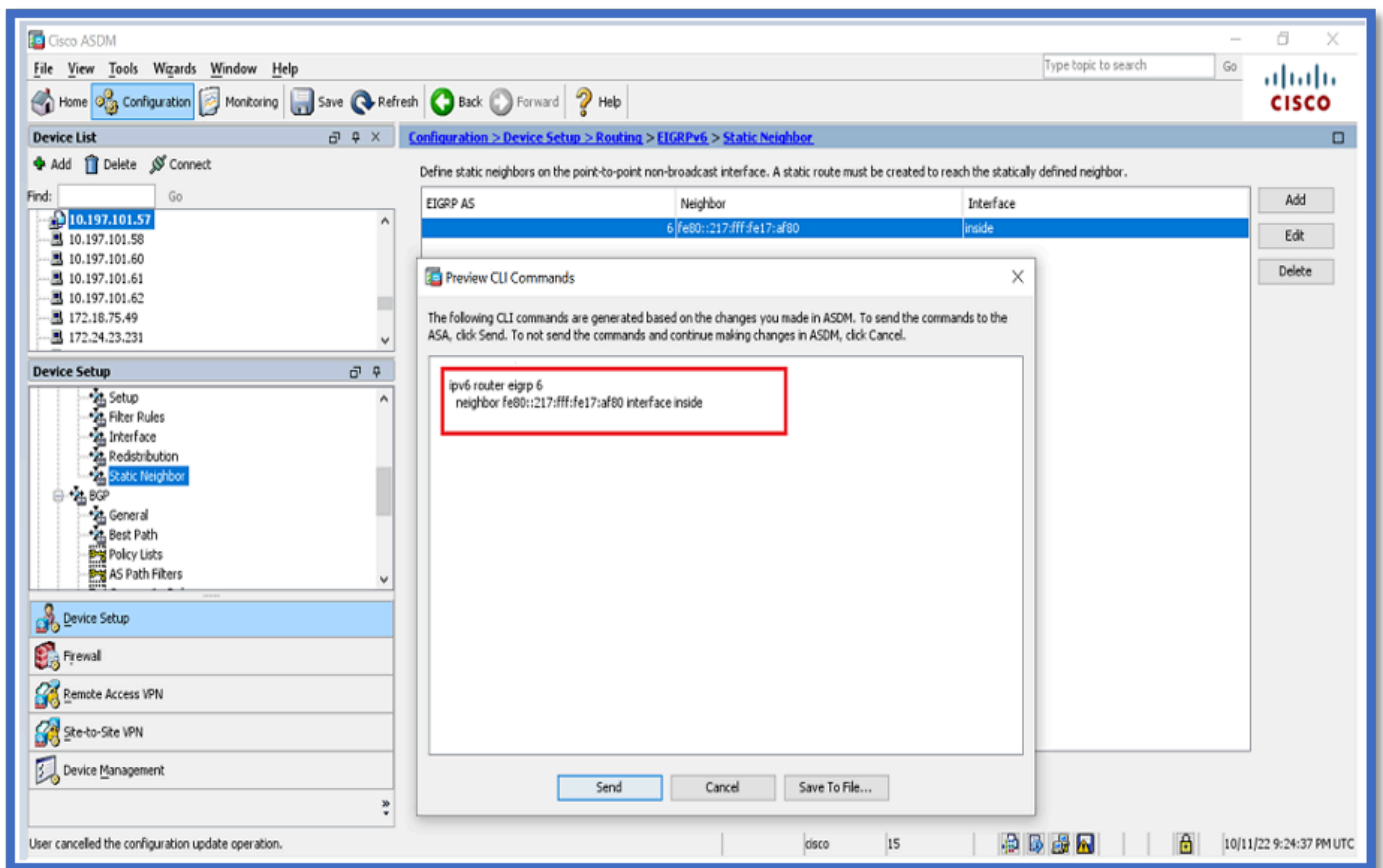 Cisco ASDM
File View Tools Wizards Window Help
Type topic to search Go
Home Configuration Monitoring Save Refresh Back Forward Help
CISCO
Device List
Configuration > Device Setup > Routing > EIGRPv6 > Static Neighbor
Add Delete Connect
Find: Go
10.197.101.57
10.197.101.58
10.197.101.60
10.197.101.61
10.197.101.62
172.18.75.49
172.24.23.231
Define static neighbors on the point-to-point non-broadcast interface. A static route must be created to reach the statically defined neighbor.
EIGRP AS Neighbor Interface
6 fe80::217:fff:fe17:af80 inside
Add
Edit
Delete
Preview CLI Commands
The following CLI commands are generated based on the changes you made in ASDM. To send the commands to the
ASA, click Send. To not send the commands and continue making changes in ASDM, click Cancel.
ipv6 router eigrp 6
neighbor fe80::217:fff:fe17:af80 interface inside
Send Cancel Save To File...
Device Setup
Setup
Filter Rules
Interface
Redistribution
Static Neighbor
BGP
General
Best Path
Policy Lists
AS Path Filters
Device Setup
Firewall
Remote Access VPN
Site-to-Site VPN
Device Management
User cancelled the configuration update operation.
cisco 15 10/11/22 9:24:37 PM UTC